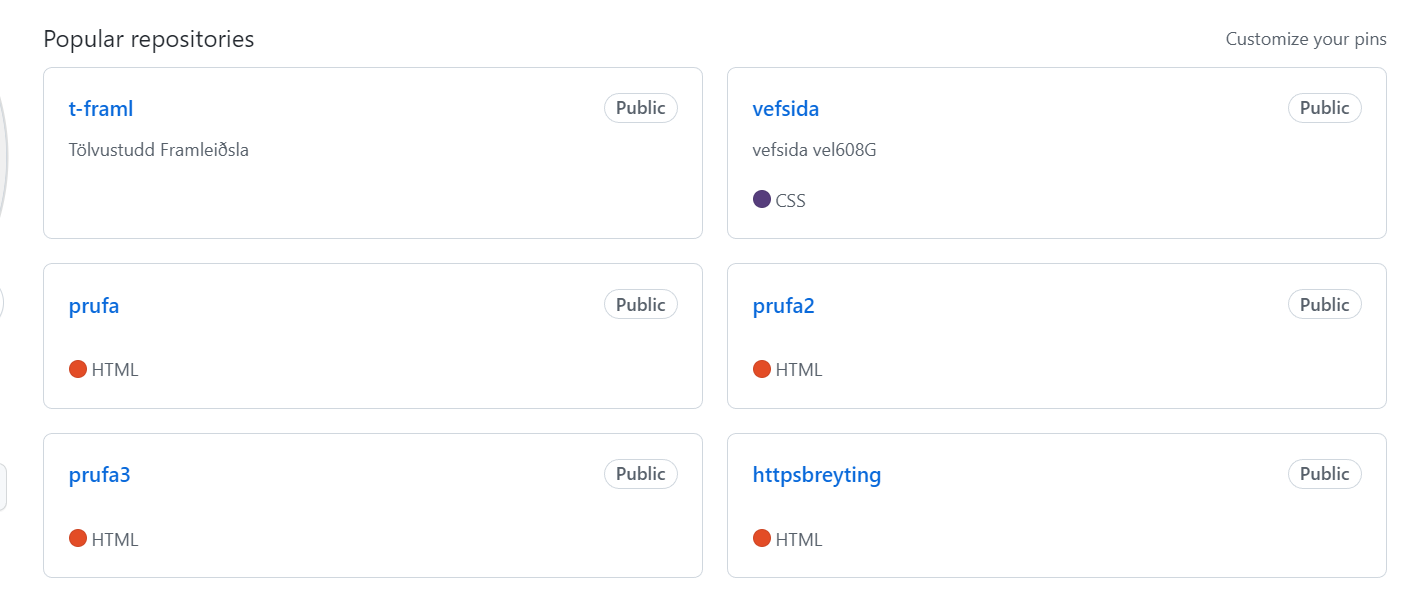 Popular repositories
Customize your pins
t-framl
Public
Tölvustudd Framleiðsla
vefsida
Public
vefsida vel608G
CSS
prufa
Public
HTML
prufa2
Public
HTML
prufa3
Public
HTML
httpsbreyting
Public
HTML